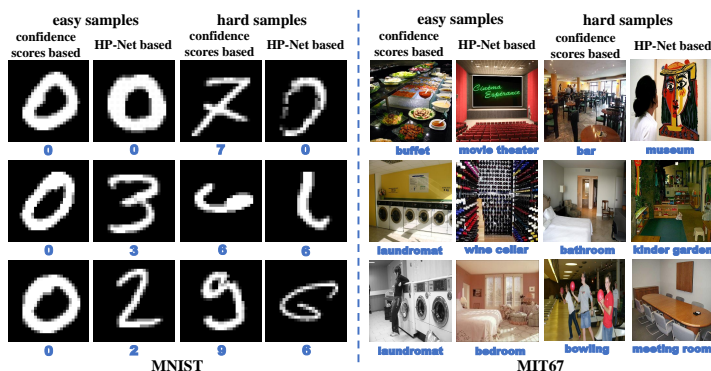 easy samples
hard samples
confidence scores based
HP-Net based
confidence scores based
HP-Net based
0
0
7
0
0
3
6
6
0
2
9
6
MNIST
easy samples
hard samples
confidence scores based
HP-Net based
confidence scores based
HP-Net based
Cinema
Esperance
buffet
movie theater
bar
museum
laundromat
wine cellar
bathroom
kinder garden
laundromat
bedroom
bowling
meeting room
MIT67